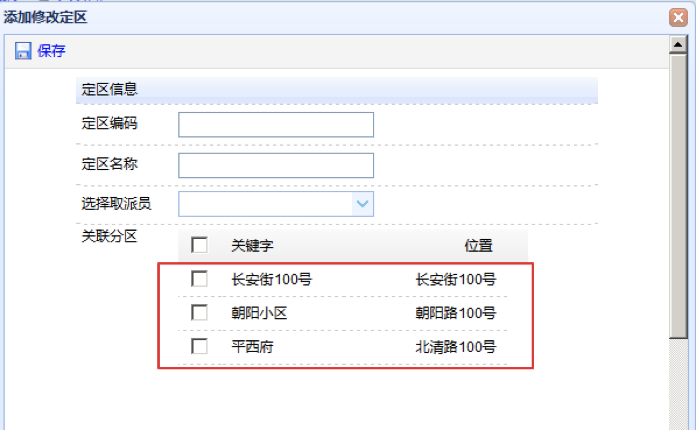 添加修改定区
保存
定区信息
定区编码
定区名称
选择取派员
关联分区
关键字 位置
长安街100号 长安街100号
朝阳小区 朝阳路100号
平西府 北清路100号